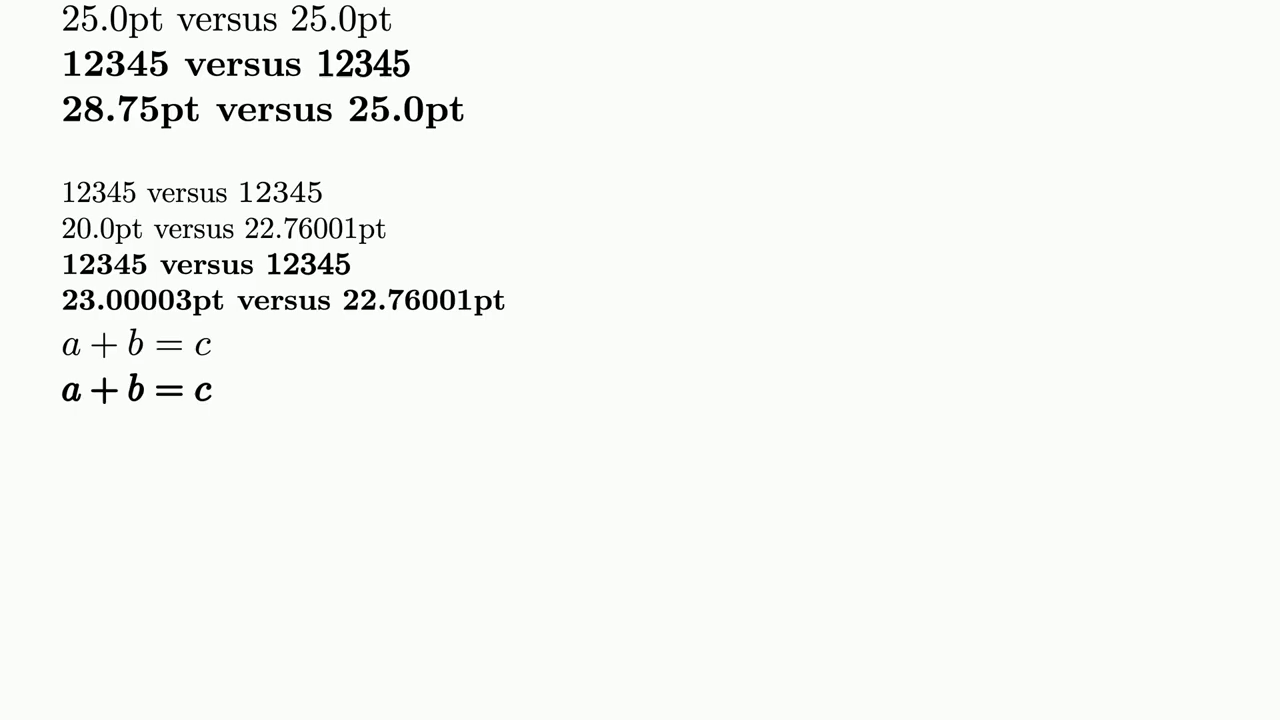 25.0pt versus 25.0pt
12345 versus 12345
28.75pt versus 25.0pt
12345 versus 12345
20.0pt versus 22.76001pt
12345 versus 12345
23.00003pt versus 22.76001pt
a + b = c
a + b = c